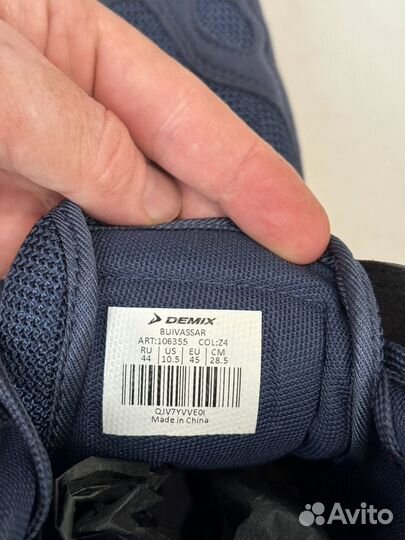 DEMIX
BUIVASSAR
ART:106355 COL:Z4
RU US EU CM
44 10.5 45 28.5
QJV7YVVE0I
Made in China
Avito